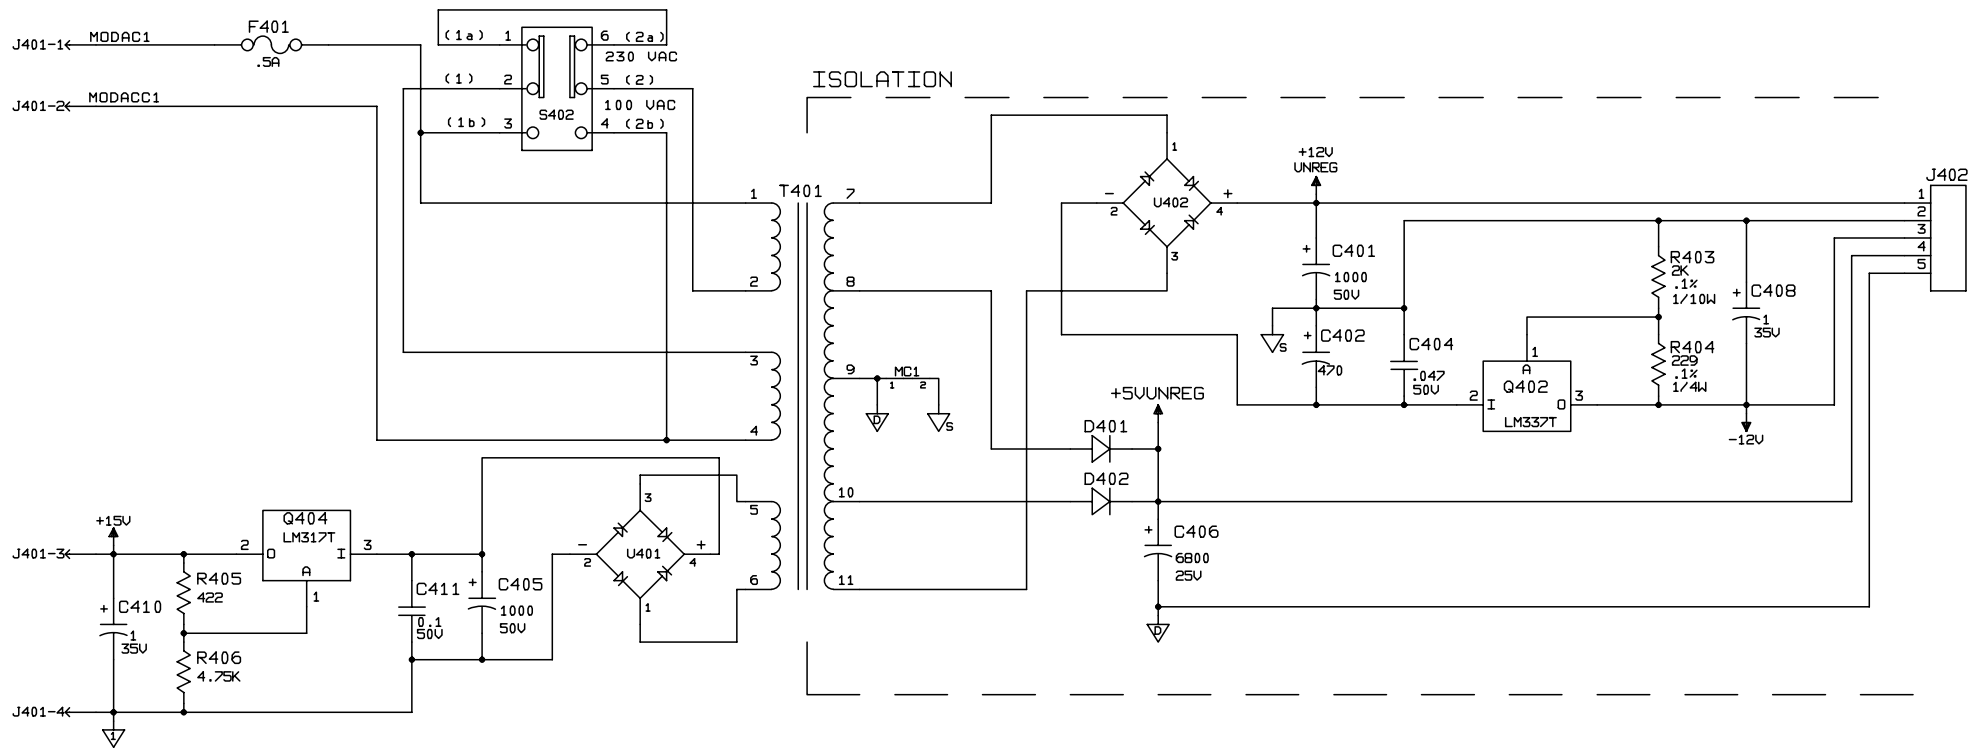 J401-1
MODAC1
F401
.5A
J401-2
MODACC1
(1a) 1
6 (2a)
230 VAC
(1) 2
5 (2)
100 VAC
S402
(1b) 3
4 (2b)
ISOLATION
T401
1
2
3
4
5
6
7
8
9
10
11
MC1
1 2
D
S
1
U402
- 2
+ 4
3
+12V
UNREG
+ C401
1000
50V
S
+ C402
470
C404
.047
50V
R403
2K
.1%
1/10W
R404
229
.1%
1/4W
+ C408
1
35V
1
A
Q402
2 I
O 3
LM337T
-12V
J402
1
2
3
4
5
+5VUNREG
D401
D402
+ C406
6800
25V
D
+15V
J401-3
Q404
LM317T
2 O
I 3
A
1
R405
422
+ C410
1
35V
R406
4.75K
J401-4
1
C411
0.1
50V
+ C405
1000
50V
3
U401
- 2
+ 4
1